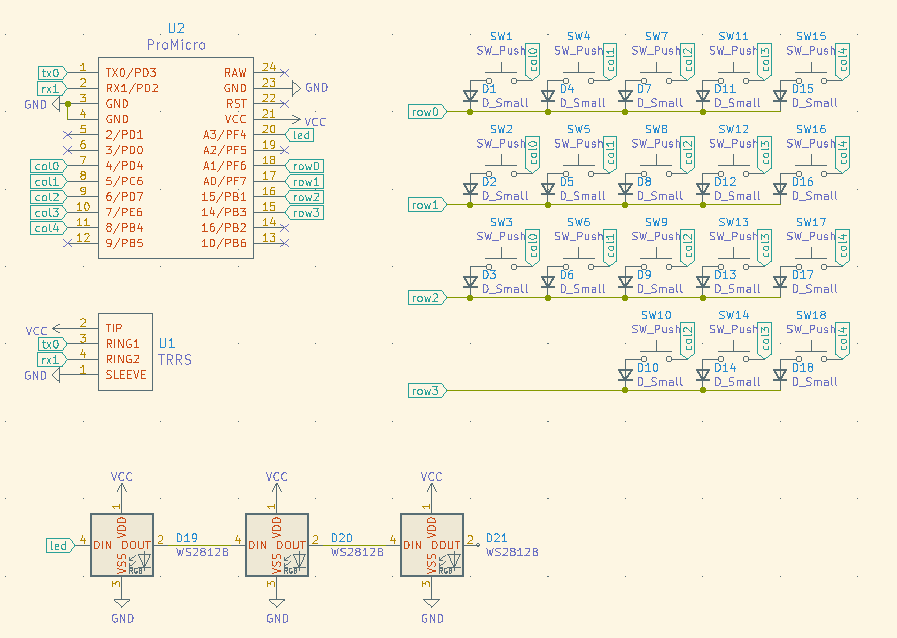 U2
ProMicro
tx0 1 TX0/PD3 RAW 24
rx1 2 RX1/PD2 GND 23 GND
GND 3 GND RST 22
4 GND VCC 21 VCC
5 2/PD1 A3/PF4 20 led
6 3/PD0 A2/PF5 19
col0 7 4/PD4 A1/PF6 18 row0
col1 8 5/PC6 A0/PF7 17 row1
col2 9 6/PD7 15/PB1 16 row2
col3 10 7/PE6 14/PB3 15 row3
col4 11 8/PB4 16/PB2 14
12 9/PB5 10/PB6 13
SW1 SW4 SW7 SW11 SW15
SW_Push SW_Push SW_Push SW_Push SW_Push
col0 col1 col2 col3 col4
D1 D4 D7 D11 D15
D_Small D_Small D_Small D_Small D_Small
row0
SW2 SW5 SW8 SW12 SW16
SW_Push SW_Push SW_Push SW_Push SW_Push
col0 col1 col2 col3 col4
D2 D5 D8 D12 D16
D_Small D_Small D_Small D_Small D_Small
row1
SW3 SW6 SW9 SW13 SW17
SW_Push SW_Push SW_Push SW_Push SW_Push
col0 col1 col2 col3 col4
D3 D6 D9 D13 D17
D_Small D_Small D_Small D_Small D_Small
row2
SW10 SW14 SW18
SW_Push SW_Push SW_Push
col2 col3 col4
D10 D14 D18
D_Small D_Small D_Small
row3
VCC 2 TIP
tx0 3 RING1 U1
rx1 4 RING2 TRRS
GND 1 SLEEVE
VCC VCC VCC
1 1 1
VDD VDD VDD
led 4 DIN DOUT 2 D19 4 DIN DOUT 2 D20 4 DIN DOUT 2 D21
WS2812B WS2812B WS2812B
VSS RGB VSS RGB VSS RGB
3 3 3
GND GND GND